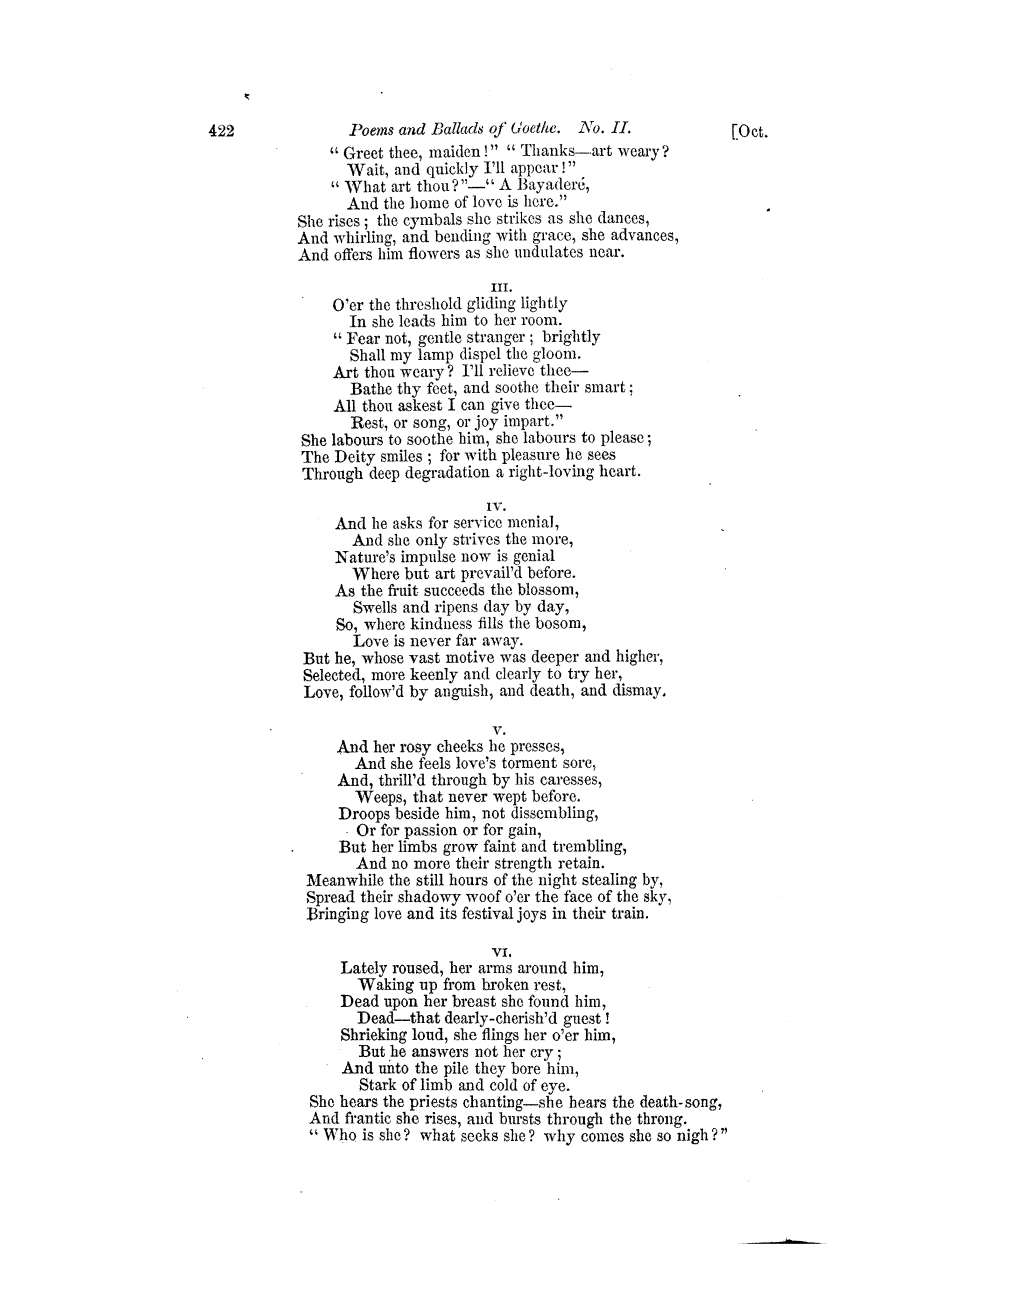 422 Poems and Ballads of Goethe. No. II. [Oct.
“ Greet thee, maiden !” “ Thanks—art weary ?
Wait, and quickly I’ll appear !”
“ What art thou ?”—“ A Bayaderé,
And the home of love is here.”
She rises ; the cymbals she strikes as she dances,
And whirling, and bending with grace, she advances,
And offers him flowers as she undulates near.
III.
O’er the threshold gliding lightly
In she leads him to her room.
“ Fear not, gentle stranger ; brightly
Shall my lamp dispel the gloom.
Art thou weary ? I’ll relieve thee—
Bathe thy feet, and soothe their smart ;
All thou askest I can give thee—
Rest, or song, or joy impart.”
She labours to soothe him, she labours to please ;
The Deity smiles ; for with pleasure he sees
Through deep degradation a right-loving heart.
IV.
And he asks for service menial,
And she only strives the more,
Nature’s impulse now is genial
Where but art prevail’d before.
As the fruit succeeds the blossom,
Swells and ripens day by day,
So, where kindness fills the bosom,
Love is never far away.
But he, whose vast motive was deeper and higher,
Selected, more keenly and clearly to try her,
Love, follow’d by anguish, and death, and dismay.
V.
And her rosy cheeks he presses,
And she feels love’s torment sore,
And, thrill’d through by his caresses,
Weeps, that never wept before.
Droops beside him, not dissembling,
Or for passion or for gain,
But her limbs grow faint and trembling,
And no more their strength retain.
Meanwhile the still hours of the night stealing by,
Spread their shadowy woof o’er the face of the sky,
Bringing love and its festival joys in their train.
VI.
Lately roused, her arms around him,
Waking up from broken rest,
Dead upon her breast she found him,
Dead—that dearly-cherish’d guest !
Shrieking loud, she flings her o’er him,
But he answers not her cry ;
And unto the pile they bore him,
Stark of limb and cold of eye.
She hears the priests chanting—she hears the death-song,
And frantic she rises, and bursts through the throng.
“ Who is she ? what seeks she ? why comes she so nigh ?”